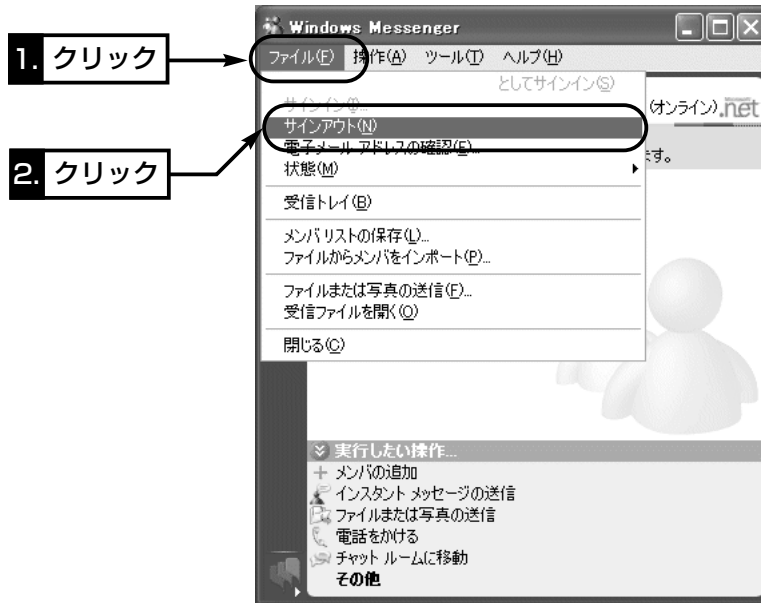 Windows Messenger
1. クリック
ファイル(F) 操作(A) ツール(T) ヘルプ(H)
としてサインイン(S)
サインイン(I)...
(オンライン) .net
サインアウト(N)
電子メール アドレスの確認(E)...
ます。
2. クリック
状態(M)
受信トレイ(B)
メンバ リストの保存(L)...
ファイルからメンバをインポート(P)...
ファイルまたは写真の送信(F)...
受信ファイルを開く(O)
閉じる(C)
実行したい操作...
メンバの追加
インスタント メッセージの送信
ファイルまたは写真の送信
電話をかける
チャット ルームに移動
その他